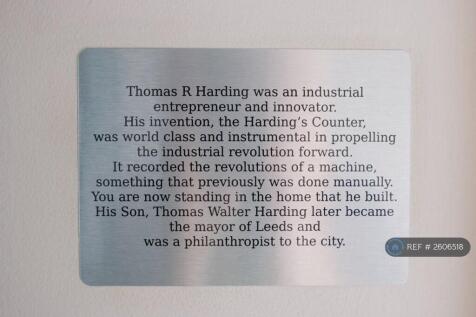 Thomas R Harding was an industrial
entrepreneur and innovator.
His invention, the Harding's Counter,
was world class and instrumental in propelling
the industrial revolution forward.
It recorded the revolutions of a machine,
something that previously was done manually.
You are now standing in the home that he built.
His Son, Thomas Walter Harding later became
the mayor of Leeds and
was a philanthropist to the city.
REF # 2606518